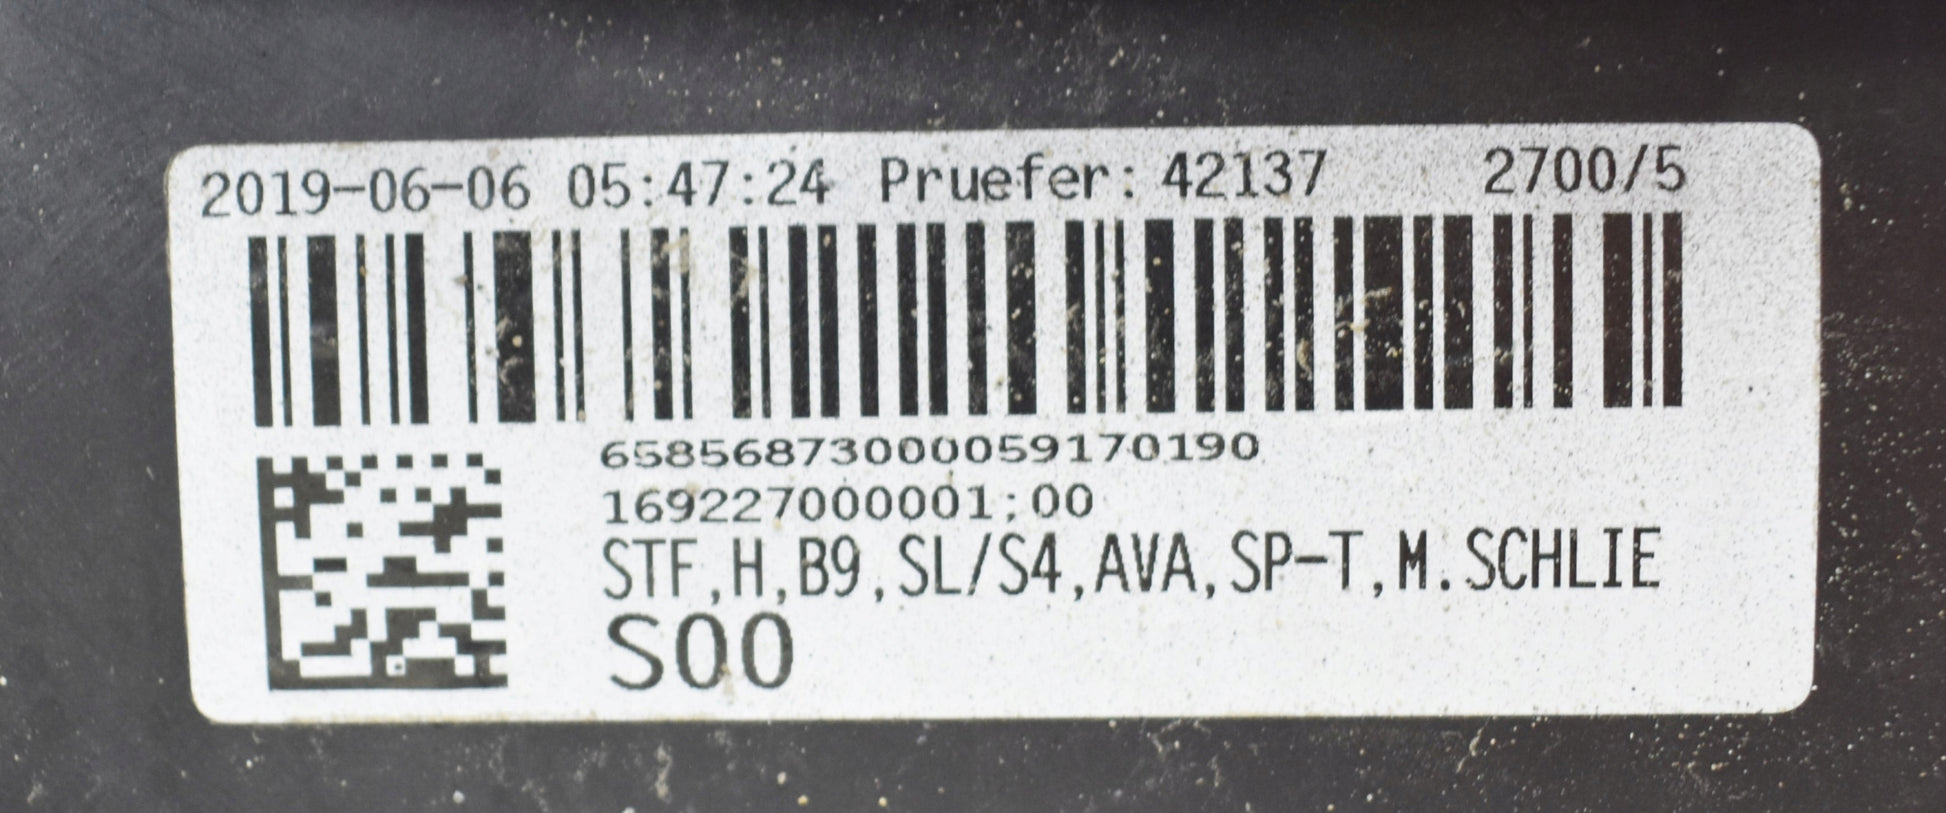 2019-06-06 05:47:24 Pruefer: 42137 2700/5
658568730000059170190
169227000001;00
STF,H,B9,SL/S4,AVA,SP-T,M.SCHLIE
S00